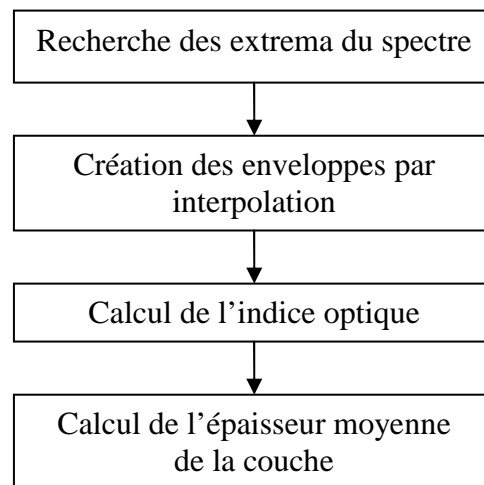 Recherche des extrema du spectre
Création des enveloppes par
interpolation
Calcul de l’indice optique
Calcul de l’épaisseur moyenne
de la couche